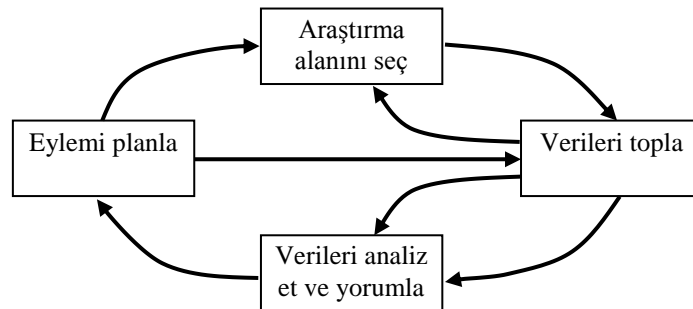 Araştırma
alanını seç
Eylemi planla
Verileri topla
Verileri analiz
et ve yorumla